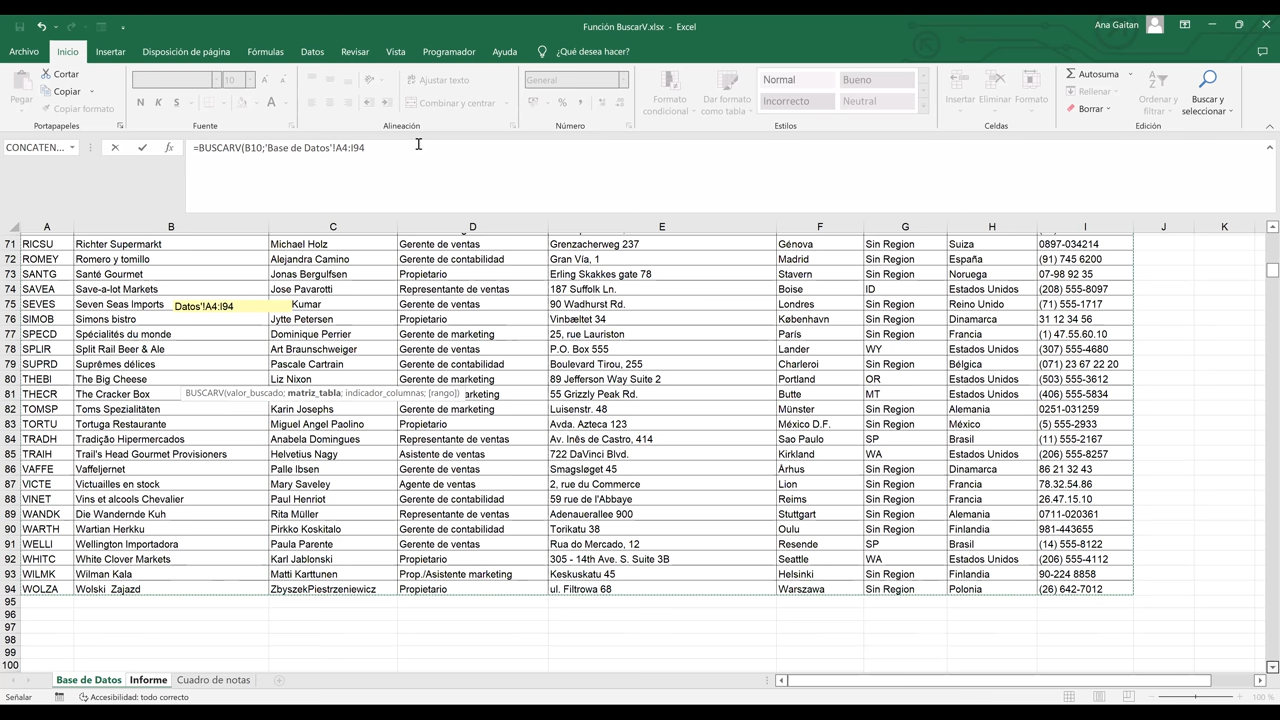 Función BuscarV.xlsx - Excel
Ana Gaitan
Archivo Inicio Insertar Disposición de página Fórmulas Datos Revisar Vista Programador Ayuda ¿Qué desea hacer?
Pegar Cortar Copiar Copiar formato
N K S 10 A A A
Ajustar texto
Combinar y centrar
General
% ,
Formato condicional Dar formato como tabla
Normal Bueno
Incorrecto Neutral
Insertar Eliminar Formato
Autosuma
Rellenar
Borrar
Ordenar y filtrar
Buscar y seleccionar
Portapapeles Fuente Alineación Número Estilos Celdas Edición
CONCATEN... fx =BUSCARV(B10;'Base de Datos'!A4:I94
A B C D E F G H I J K L
71 RICSU Richter Supermarkt Michael Holz Gerente de ventas Grenzacherweg 237 Génova Sin Region Suiza 0897-034214
72 ROMEY Romero y tomillo Alejandra Camino Gerente de contabilidad Gran Vía, 1 Madrid Sin Region España (91) 745 6200
73 SANTG Santé Gourmet Jonas Bergulfsen Propietario Erling Skakkes gate 78 Stavern Sin Region Noruega 07-98 92 35
74 SAVEA Save-a-lot Markets Jose Pavarotti Representante de ventas 187 Suffolk Ln. Boise ID Estados Unidos (208) 555-8097
75 SEVES Seven Seas Imports Datos'!A4:I94 Kumar Gerente de ventas 90 Wadhurst Rd. Londres Sin Region Reino Unido (71) 555-1717
76 SIMOB Simons bistro Jytte Petersen Propietario Vinbæltet 34 København Sin Region Dinamarca 31 12 34 56
77 SPECD Spécialités du monde Dominique Perrier Gerente de marketing 25, rue Lauriston París Sin Region Francia (1) 47.55.60.10
78 SPLIR Split Rail Beer & Ale Art Braunschweiger Gerente de ventas P.O. Box 555 Lander WY Estados Unidos (307) 555-4680
79 SUPRD Suprêmes délices Pascale Cartrain Gerente de contabilidad Boulevard Tirou, 255 Charleroi Sin Region Bélgica (071) 23 67 22 20
80 THEBI The Big Cheese Liz Nixon Gerente de marketing 89 Jefferson Way Suite 2 Portland OR Estados Unidos (503) 555-3612
81 THECR The Cracker Box BUSCARV(valor_buscado; matriz_tabla; indicador_columnas; [rango]) marketing 55 Grizzly Peak Rd. Butte MT Estados Unidos (406) 555-5834
82 TOMSP Toms Spezialitäten Karin Josephs Gerente de marketing Luisenstr. 48 Münster Sin Region Alemania 0251-031259
83 TORTU Tortuga Restaurante Miguel Angel Paolino Propietario Avda. Azteca 123 México D.F. Sin Region México (5) 555-2933
84 TRADH Tradição Hipermercados Anabela Domingues Representante de ventas Av. Inês de Castro, 414 Sao Paulo SP Brasil (11) 555-2167
85 TRAIH Trail's Head Gourmet Provisioners Helvetius Nagy Asistente de ventas 722 DaVinci Blvd. Kirkland WA Estados Unidos (206) 555-8257
86 VAFFE Vaffeljernet Palle Ibsen Gerente de ventas Smagsløget 45 Århus Sin Region Dinamarca 86 21 32 43
87 VICTE Victuailles en stock Mary Saveley Agente de ventas 2, rue du Commerce Lion Sin Region Francia 78.32.54.86
88 VINET Vins et alcools Chevalier Paul Henriot Gerente de contabilidad 59 rue de l'Abbaye Reims Sin Region Francia 26.47.15.10
89 WANDK Die Wandernde Kuh Rita Müller Representante de ventas Adenauerallee 900 Stuttgart Sin Region Alemania 0711-020361
90 WARTH Wartian Herkku Pirkko Koskitalo Gerente de contabilidad Torikatu 38 Oulu Sin Region Finlandia 981-443655
91 WELLI Wellington Importadora Paula Parente Gerente de ventas Rua do Mercado, 12 Resende SP Brasil (14) 555-8122
92 WHITC White Clover Markets Karl Jablonski Propietario 305 - 14th Ave. S. Suite 3B Seattle WA Estados Unidos (206) 555-4112
93 WILMK Wilman Kala Matti Karttunen Prop./Asistente marketing Keskuskatu 45 Helsinki Sin Region Finlandia 90-224 8858
94 WOLZA Wolski Zajazd ZbyszekPiestrzeniewicz Propietario ul. Filtrowa 68 Warszawa Sin Region Polonia (26) 642-7012
95
96
97
98
99
100
Base de Datos Informe Cuadro de notas
Señalar Accesibilidad: todo correcto 100 %